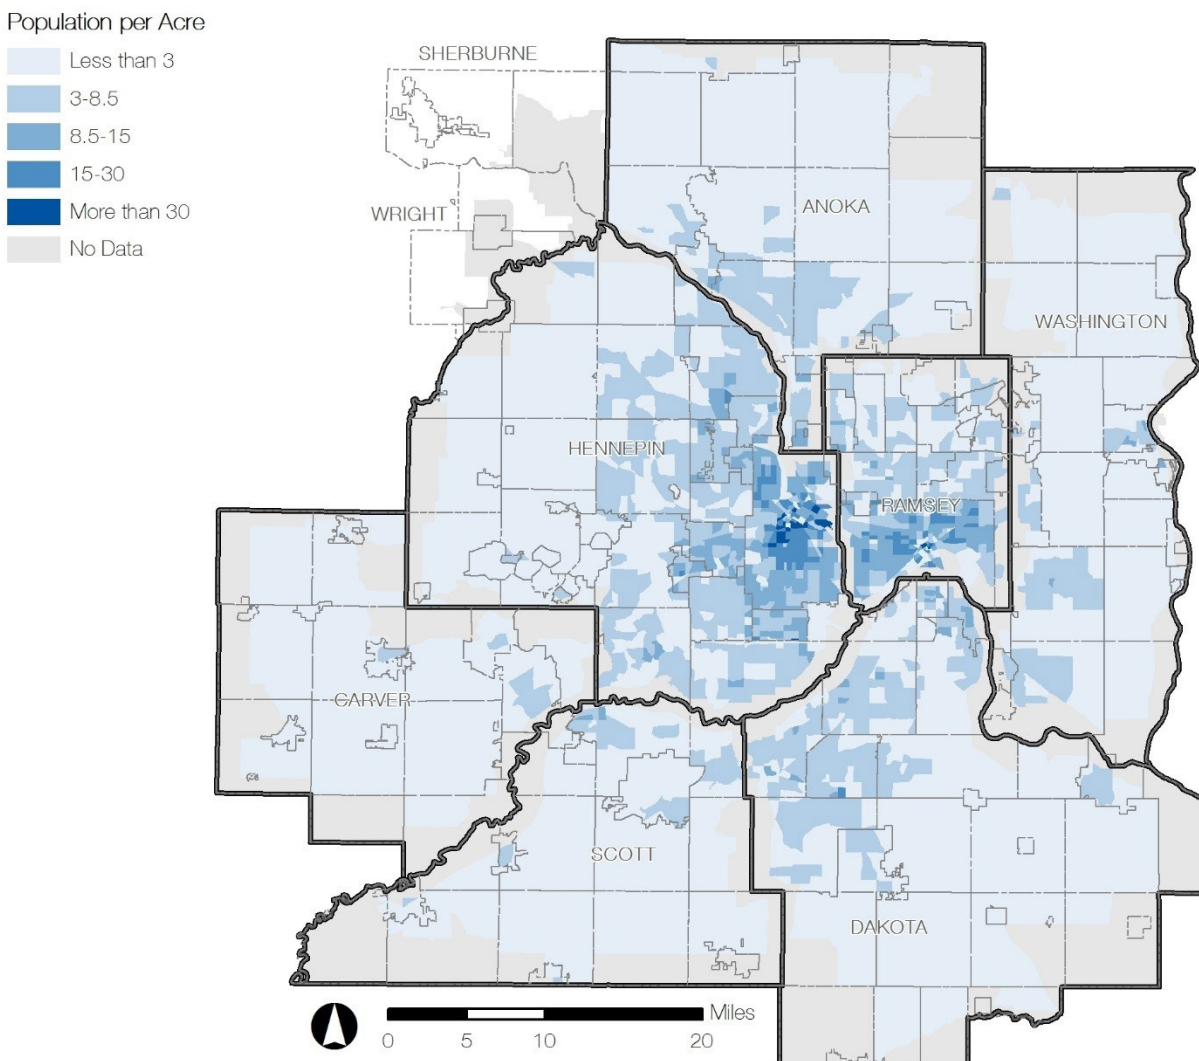 Population per Acre
Less than 3
3-8.5
8.5-15
15-30
More than 30
No Data
SHERBURNE
WRIGHT
ANOKA
WASHINGTON
HENNEPIN
RAMSEY
CARVER
SCOTT
DAKOTA
Miles
0 5 10 20